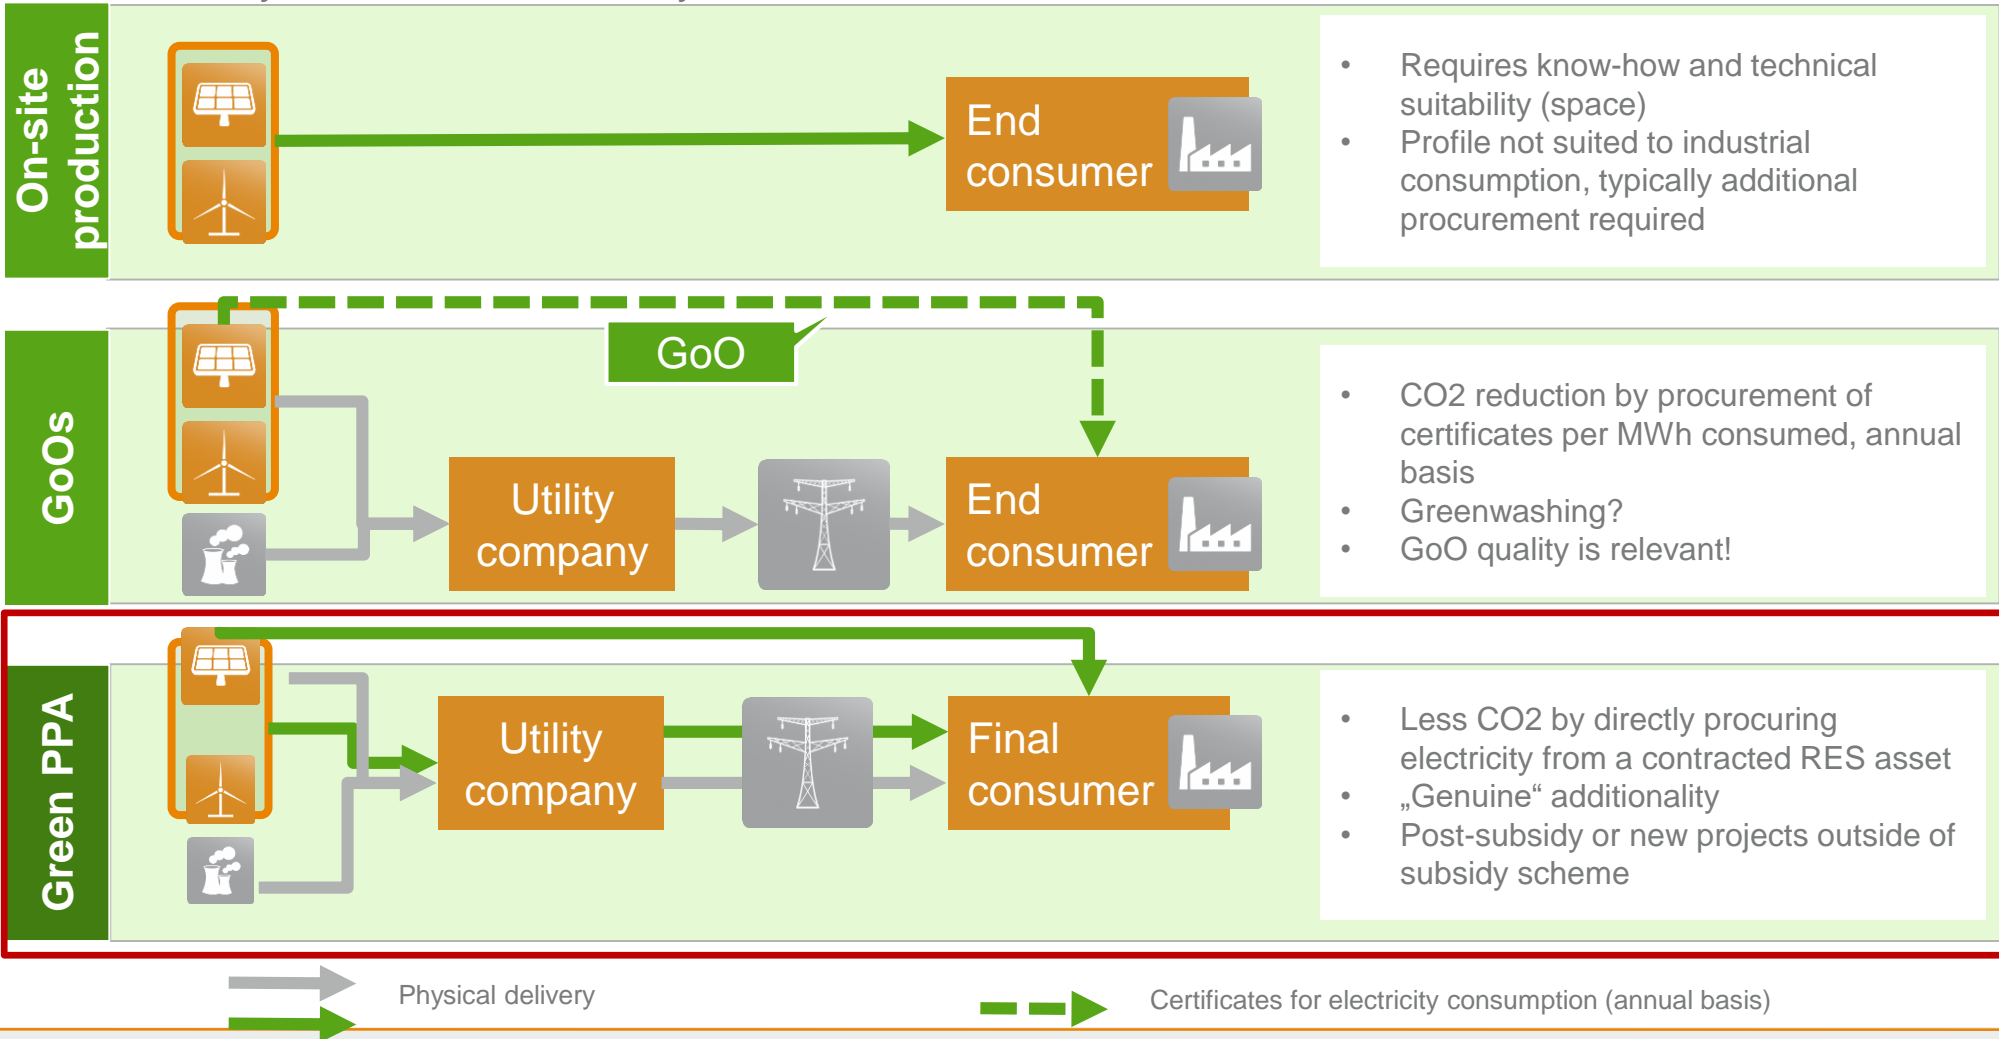 On-site
production
End
consumer
• Requires know-how and technical
suitability (space)
• Profile not suited to industrial
consumption, typically additional
procurement required
GoOs
GoO
Utility
company
End
consumer
• CO2 reduction by procurement of
certificates per MWh consumed, annual
basis
• Greenwashing?
• GoO quality is relevant!
Green PPA
Utility
company
Final
consumer
• Less CO2 by directly procuring
electricity from a contracted RES asset
• „Genuine“ additionality
• Post-subsidy or new projects outside of
subsidy scheme
Physical delivery
Certificates for electricity consumption (annual basis)